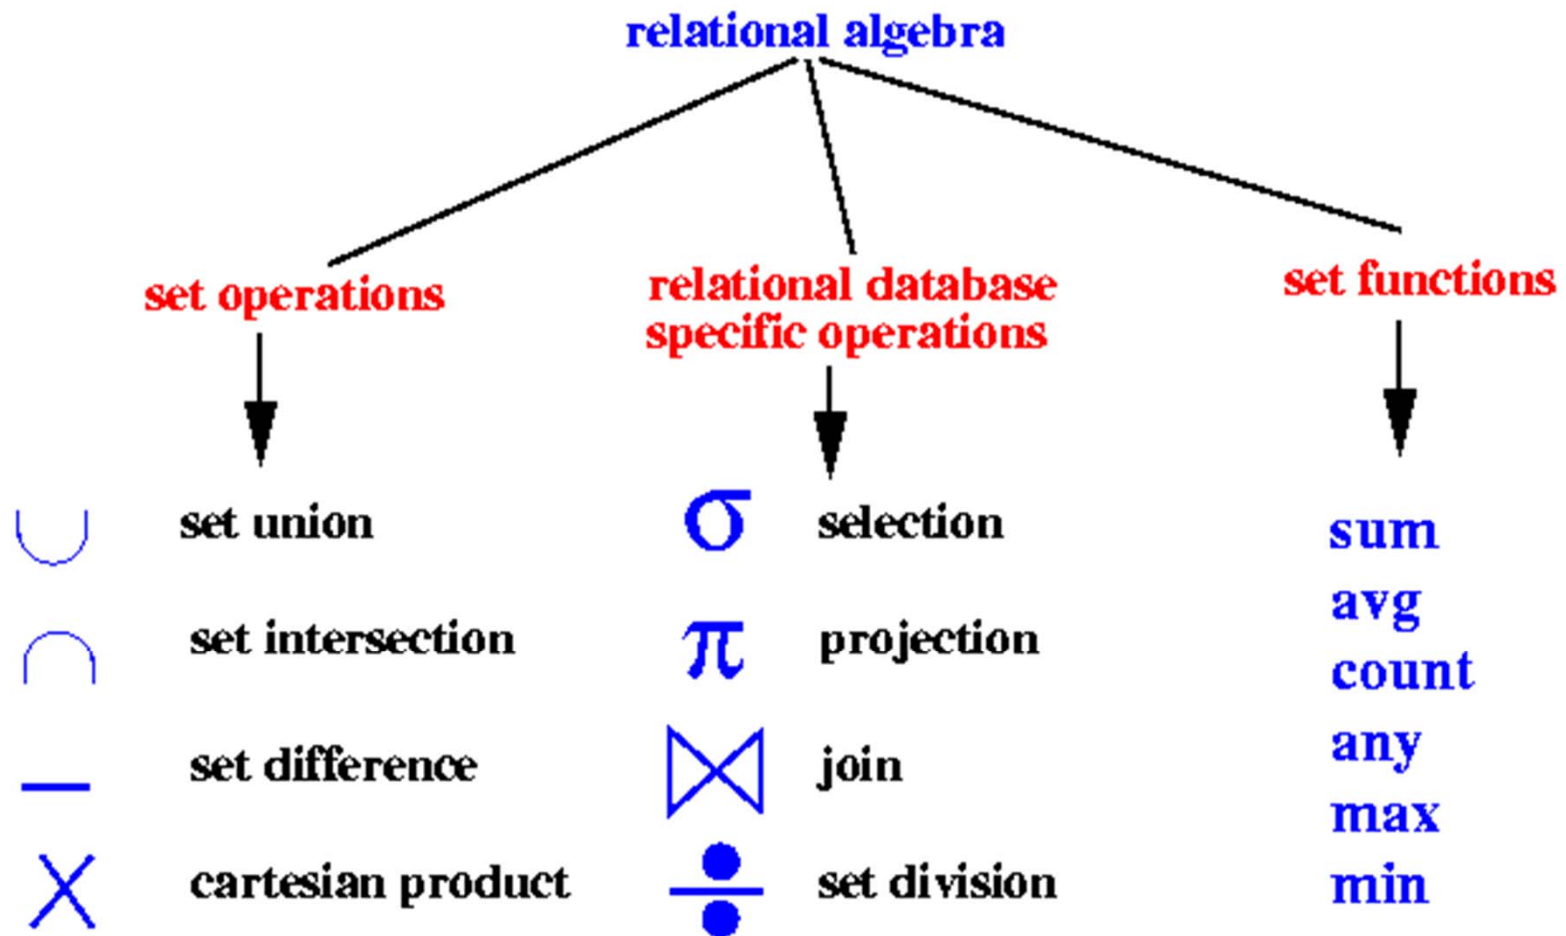 relational algebra
set operations
relational database
specific operations
set functions
∪ set union
∩ set intersection
− set difference
× cartesian product
σ selection
π projection
⋈ join
÷ set division
sum
avg
count
any
max
min